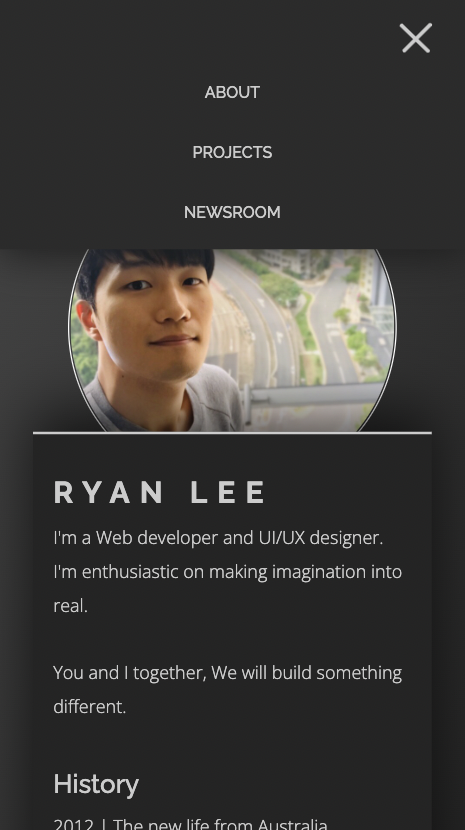 ABOUT
PROJECTS
NEWSROOM
RYAN LEE
I'm a Web developer and UI/UX designer.
I'm enthusiastic on making imagination into
real.
You and I together, We will build something
different.
History
2012 | The new life from Australia